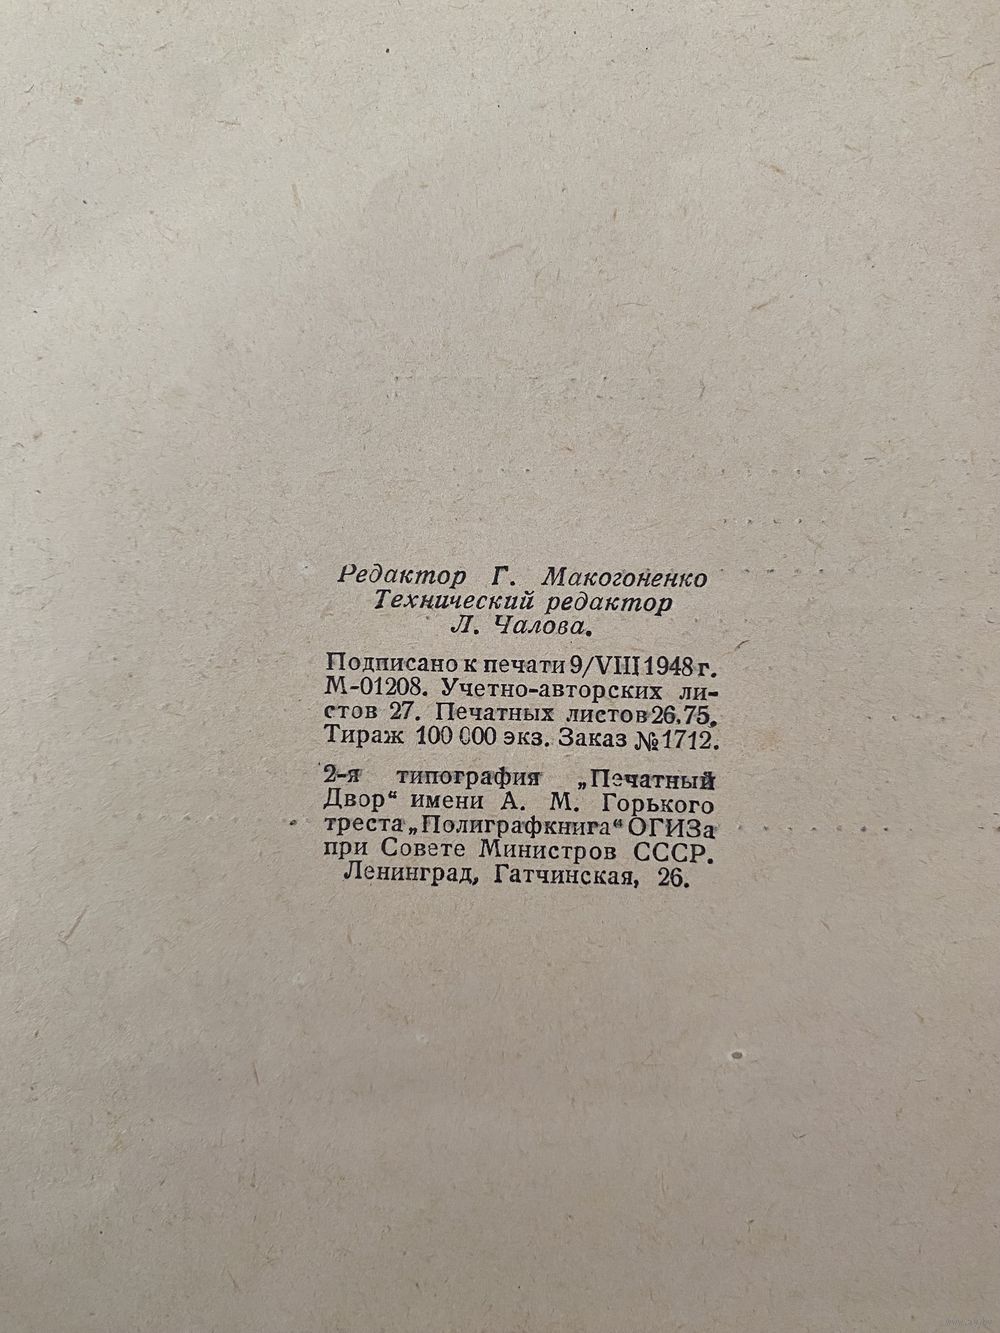 Редактор Г. Макогоненко
Технический редактор
Л. Чалова.
Подписано к печати 9/VIII 1948 г.
М-01208. Учетно-авторских ли-
стов 27. Печатных листов 26,75.
Тираж 100 000 экз. Заказ № 1712.
2-я типография „Печатный
Двор“ имени А. М. Горького
треста „Полиграфкнига“ ОГИЗа
при Совете Министров СССР.
Ленинград, Гатчинская, 26.